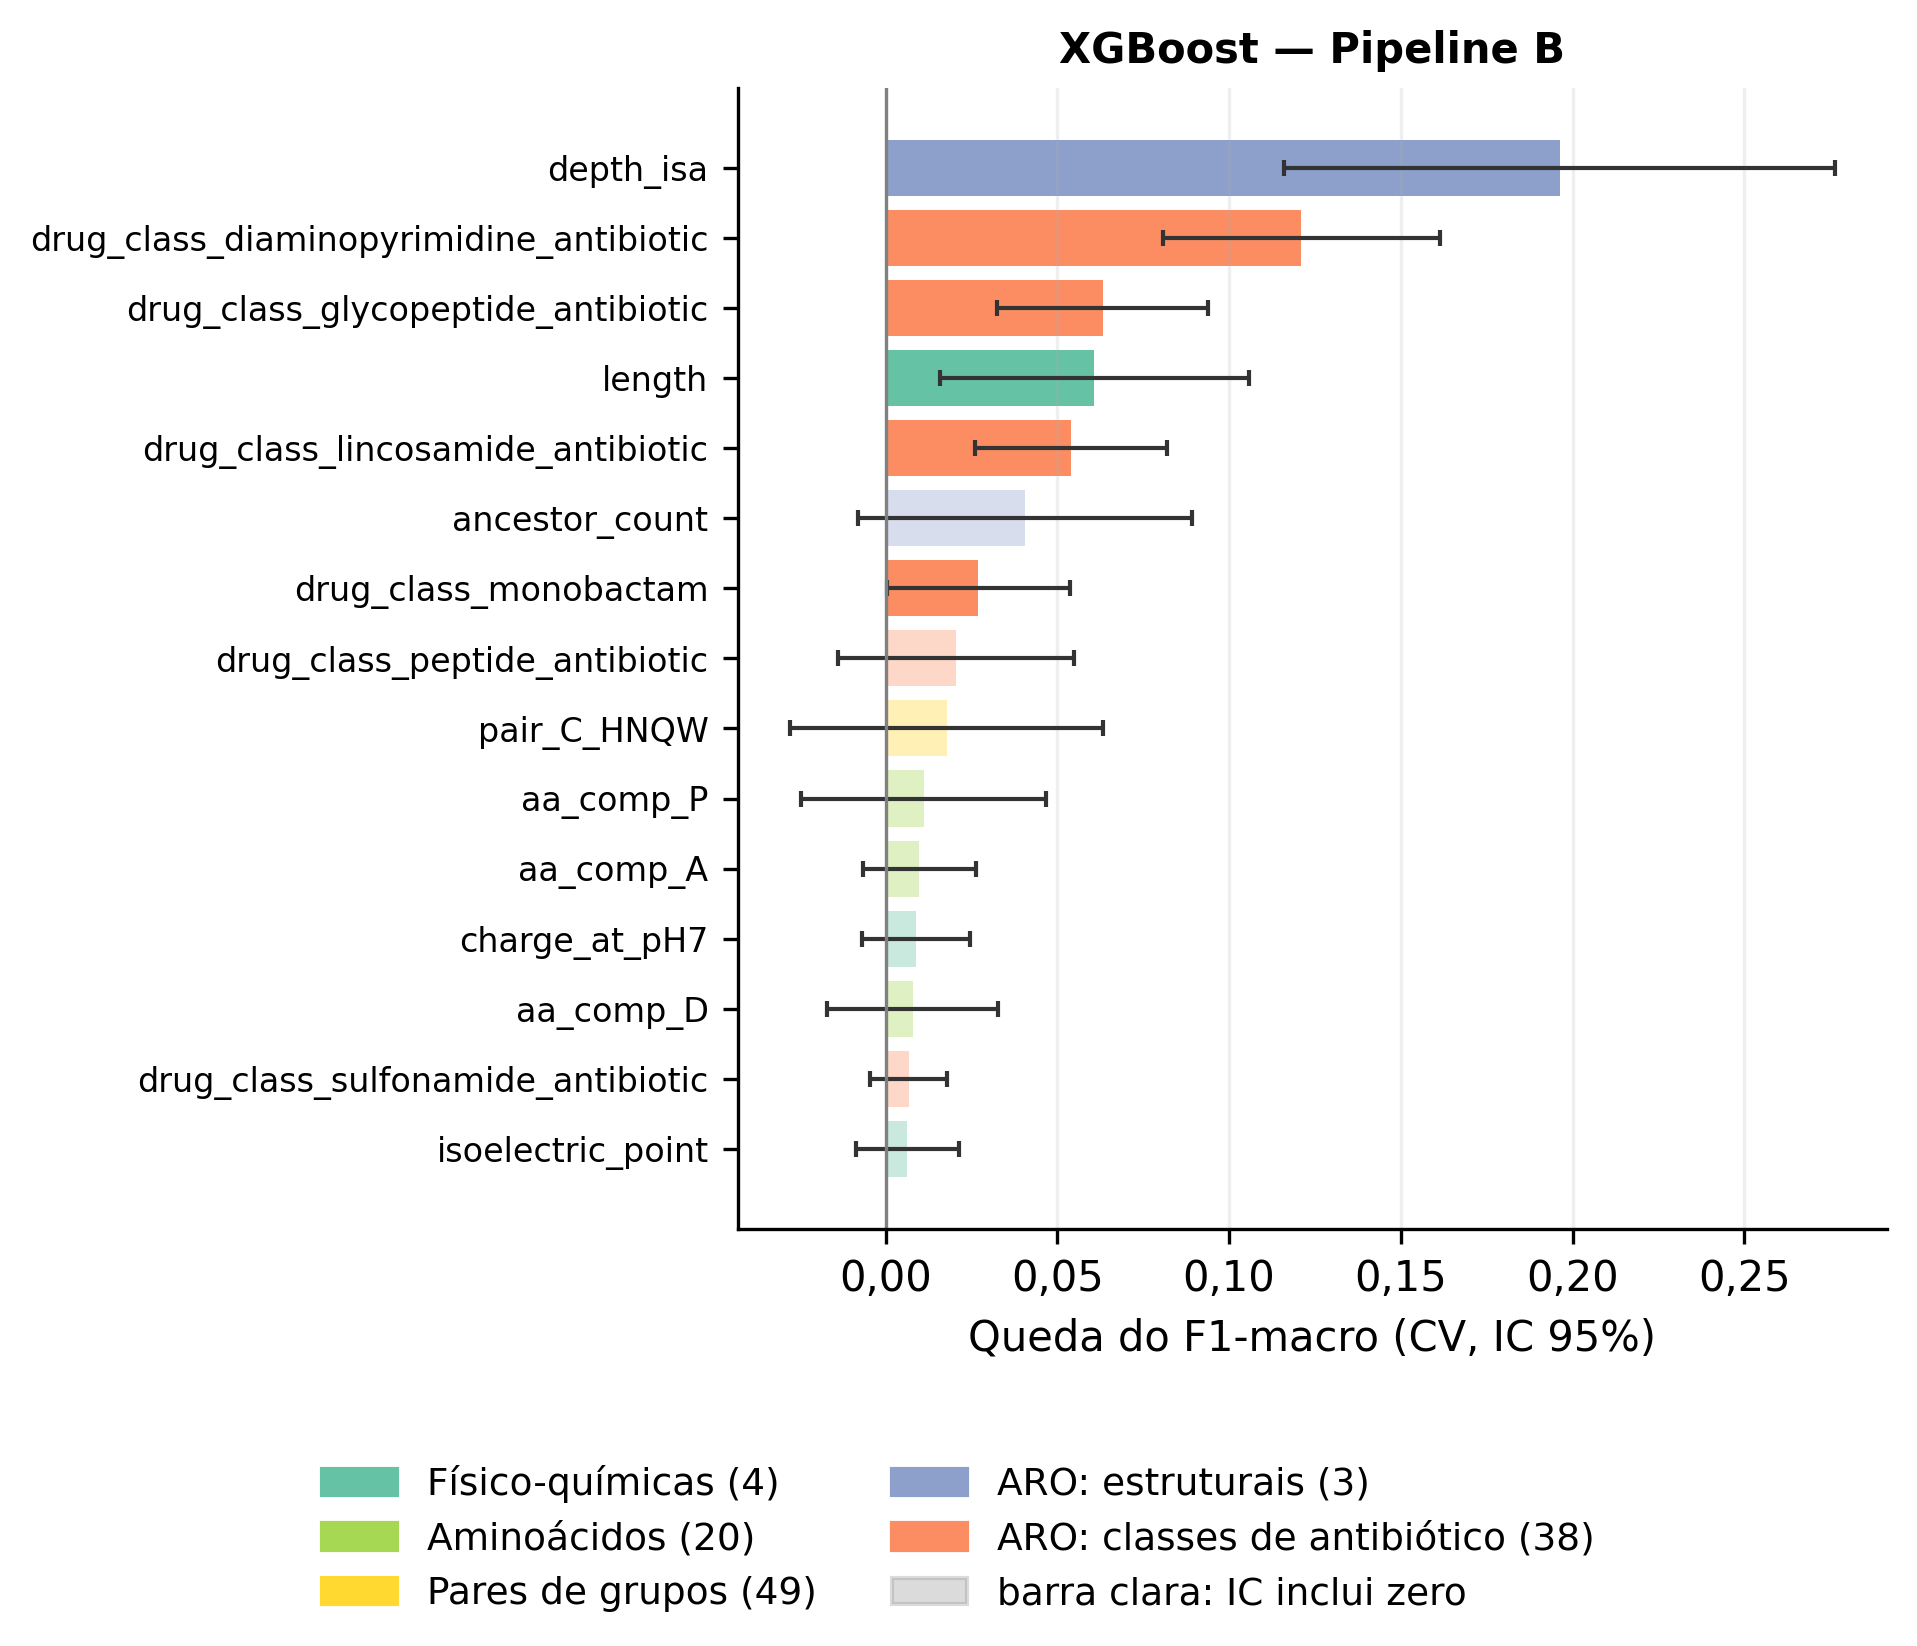 XGBoost — Pipeline B
depth_isa
drug_class_diaminopyrimidine_antibiotic
drug_class_glycopeptide_antibiotic
length
drug_class_lincosamide_antibiotic
ancestor_count
drug_class_monobactam
drug_class_peptide_antibiotic
pair_C_HNQW
aa_comp_P
aa_comp_A
charge_at_pH7
aa_comp_D
drug_class_sulfonamide_antibiotic
isoelectric_point
0,00 0,05 0,10 0,15 0,20 0,25
Queda do F1-macro (CV, IC 95%)
Físico-químicas (4)
Aminoácidos (20)
Pares de grupos (49)
ARO: estruturais (3)
ARO: classes de antibiótico (38)
barra clara: IC inclui zero